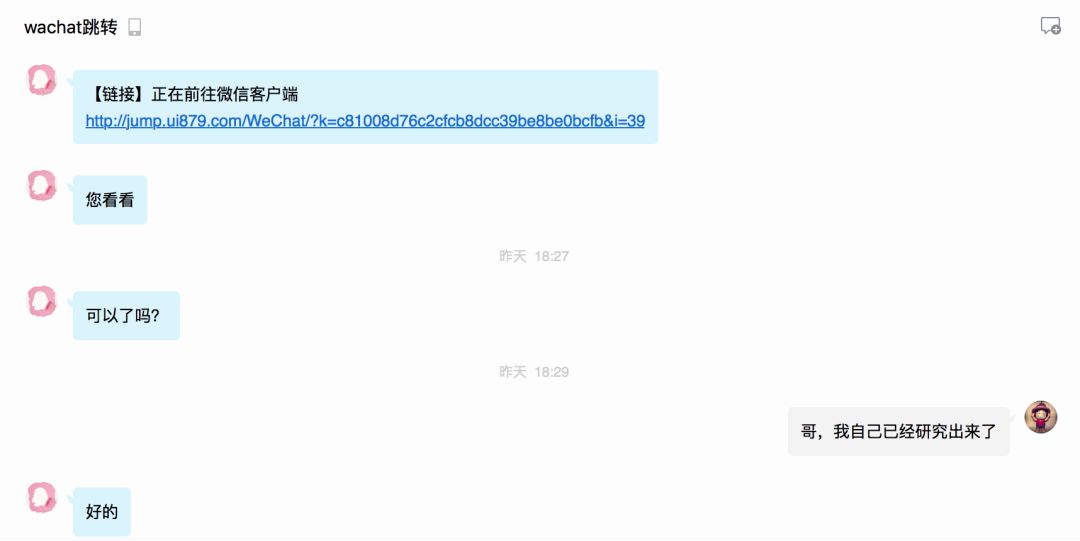 wachat跳转
【链接】正在前往微信客户端
http://jump.ui879.com/WeChat/?k=c81008d76c2cfcb8dcc39be8be0bcfb&i=39
您看看
昨天 18:27
可以了吗?
昨天 18:29
哥，我自己已经研究出来了
好的